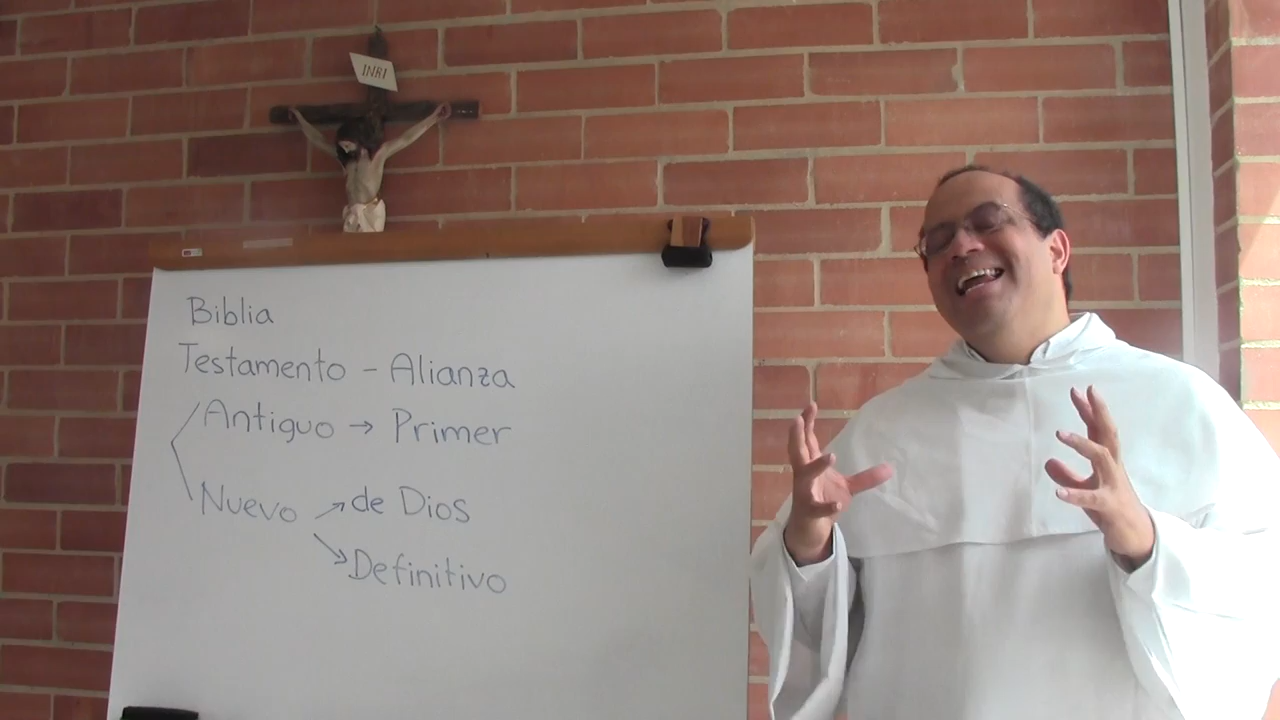 INRI
Biblia
Testamento - Alianza
Antiguo → Primer
Nuevo ↗ de Dios
↘ Definitivo